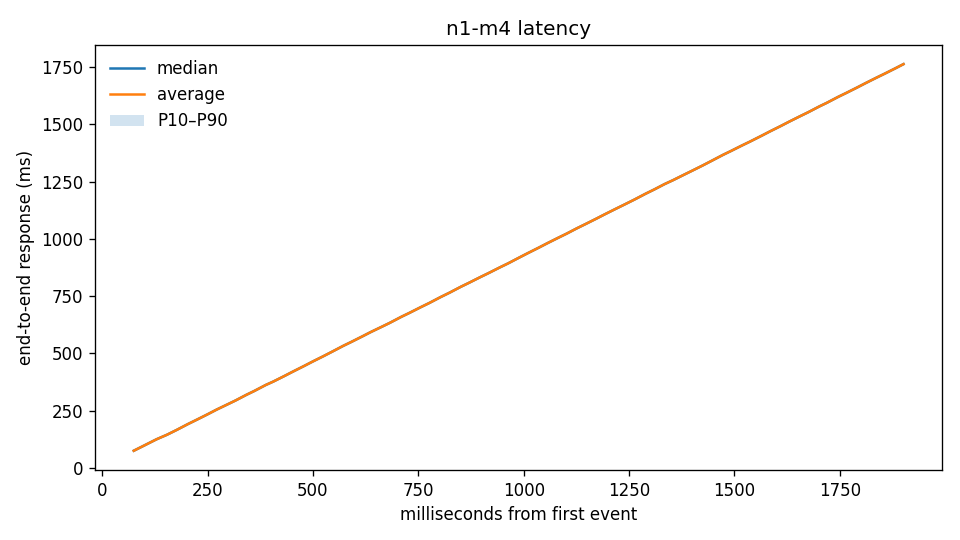 n1-m4 latency
median
average
P10–P90
end-to-end response (ms)
1750
1500
1250
1000
750
500
250
0
0 250 500 750 1000 1250 1500 1750
milliseconds from first event